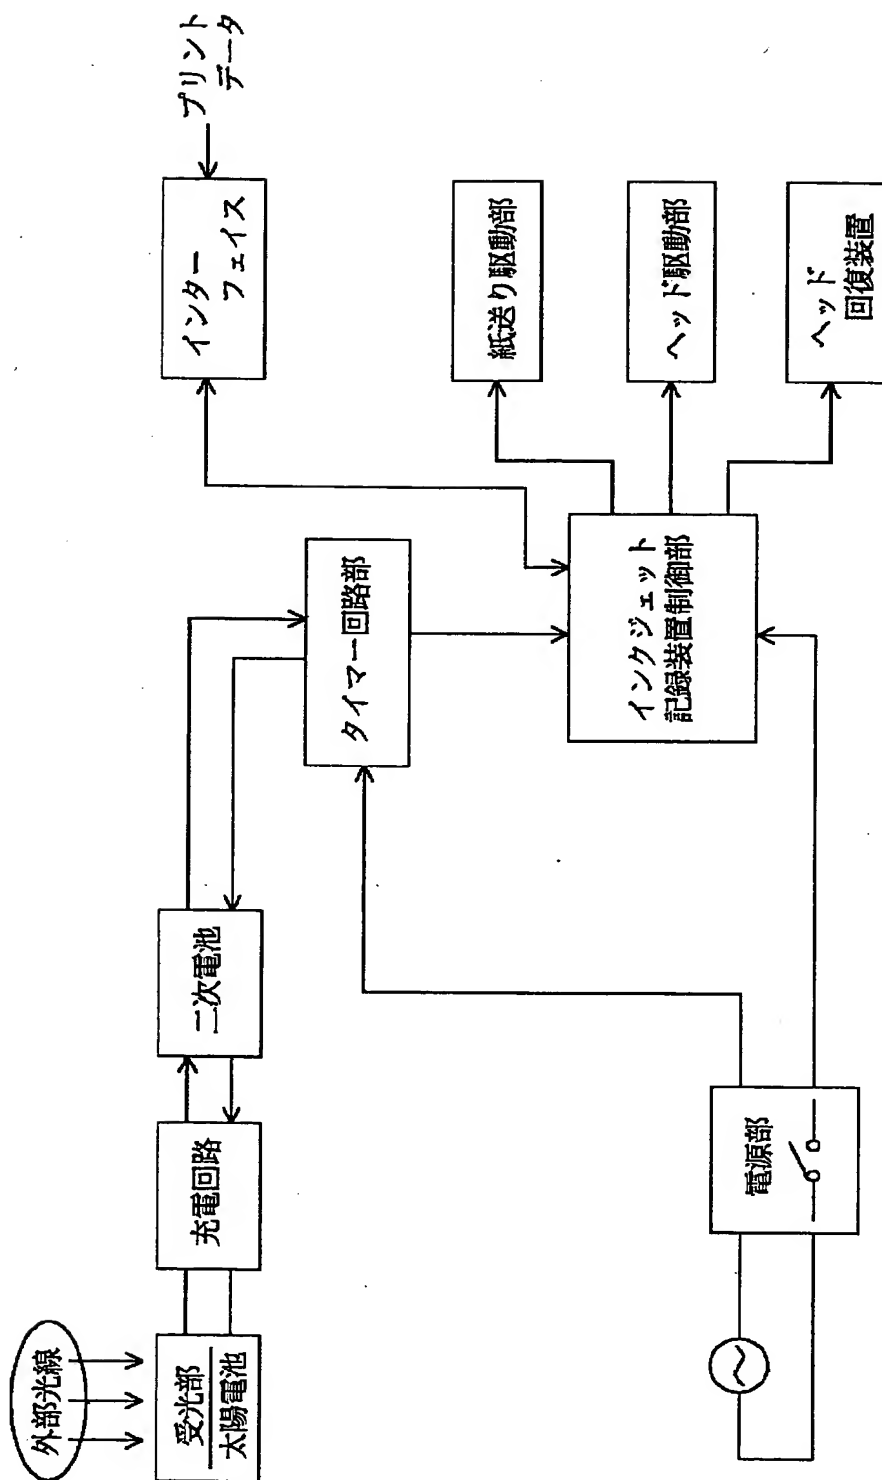 外部光線
受光部
太陽電池
充電回路
二次電池
タイマー回路部
インター
フェイス
プリント
データ
電源部
インクジェット
記録装置制御部
紙送り駆動部
ヘッド駆動部
ヘッド
回復装置